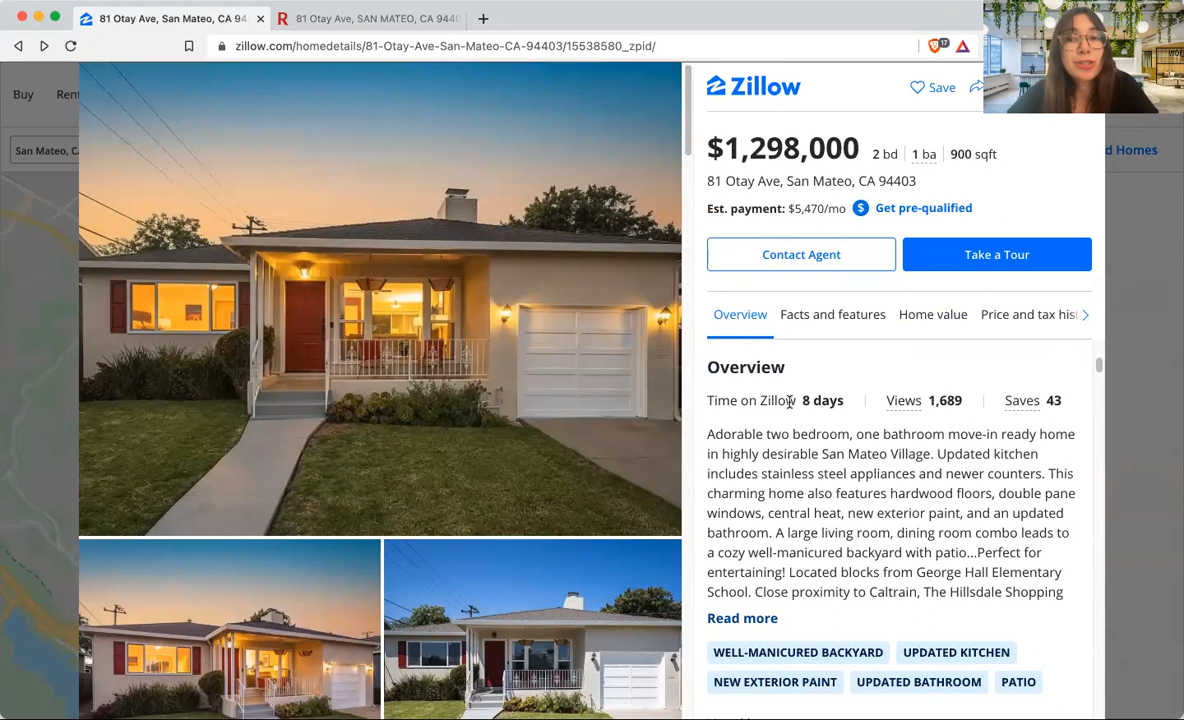 81 Otay Ave, San Mateo, CA 94
81 Otay Ave, SAN MATEO, CA 940
zillow.com/homedetails/81-Otay-Ave-San-Mateo-CA-94403/15538580_zpid/
17
Buy
Rent
San Mateo, CA
d Homes
Zillow
Save
$1,298,000 2 bd 1 ba 900 sqft
81 Otay Ave, San Mateo, CA 94403
Est. payment: $5,470/mo $ Get pre-qualified
Contact Agent
Take a Tour
Overview Facts and features Home value Price and tax hist
Overview
Time on Zillow 8 days Views 1,689 Saves 43
Adorable two bedroom, one bathroom move-in ready home
in highly desirable San Mateo Village. Updated kitchen
includes stainless steel appliances and newer counters. This
charming home also features hardwood floors, double pane
windows, central heat, new exterior paint, and an updated
bathroom. A large living room, dining room combo leads to
a cozy well-manicured backyard with patio...Perfect for
entertaining! Located blocks from George Hall Elementary
School. Close proximity to Caltrain, The Hillsdale Shopping
Read more
WELL-MANICURED BACKYARD UPDATED KITCHEN
NEW EXTERIOR PAINT UPDATED BATHROOM PATIO